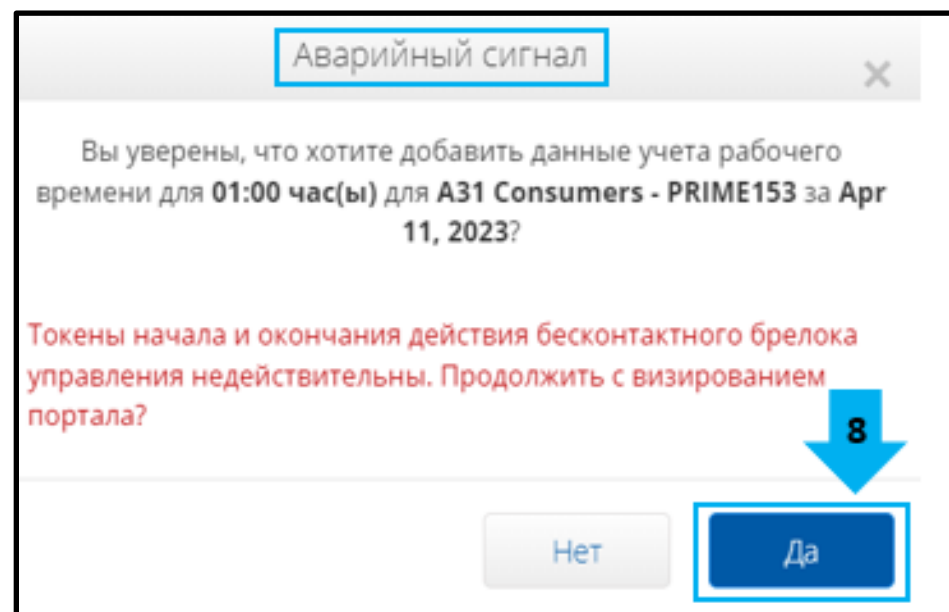 Аварийный сигнал
×
Вы уверены, что хотите добавить данные учета рабочего
времени для 01:00 час(ы) для A31 Consumers - PRIME153 за Apr
11, 2023?
Токены начала и окончания действия бесконтактного брелока
управления недействительны. Продолжить с визированием
портала?
8
Нет
Да